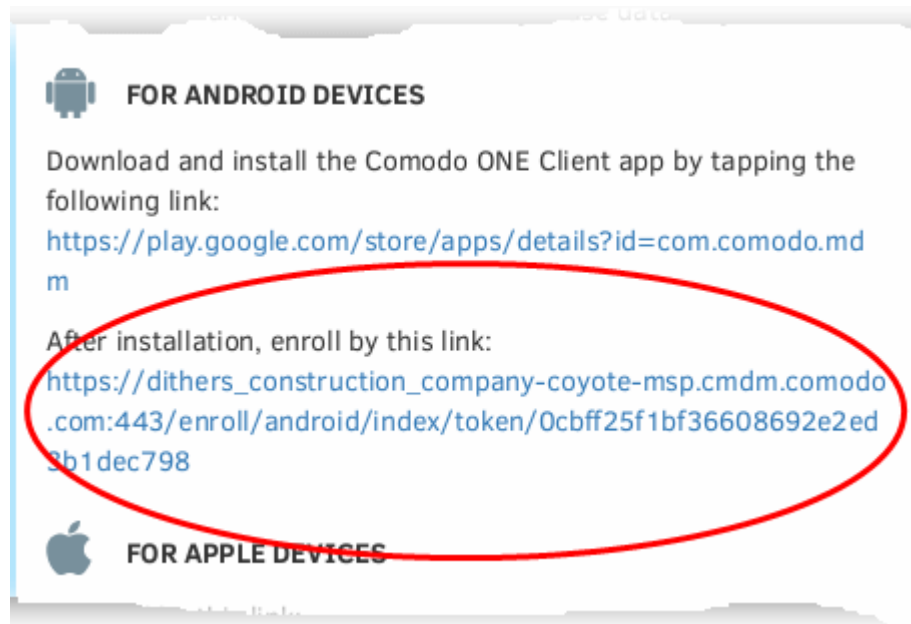 FOR ANDROID DEVICES
Download and install the Comodo ONE Client app by tapping the
following link:
https://play.google.com/store/apps/details?id=com.comodo.md
m
After installation, enroll by this link:
https://dithers_construction_company-coyote-msp.cmdm.comodo
.com:443/enroll/android/index/token/0cbff25f1bf36608692e2ed
3b1dec798
FOR APPLE DEVICES